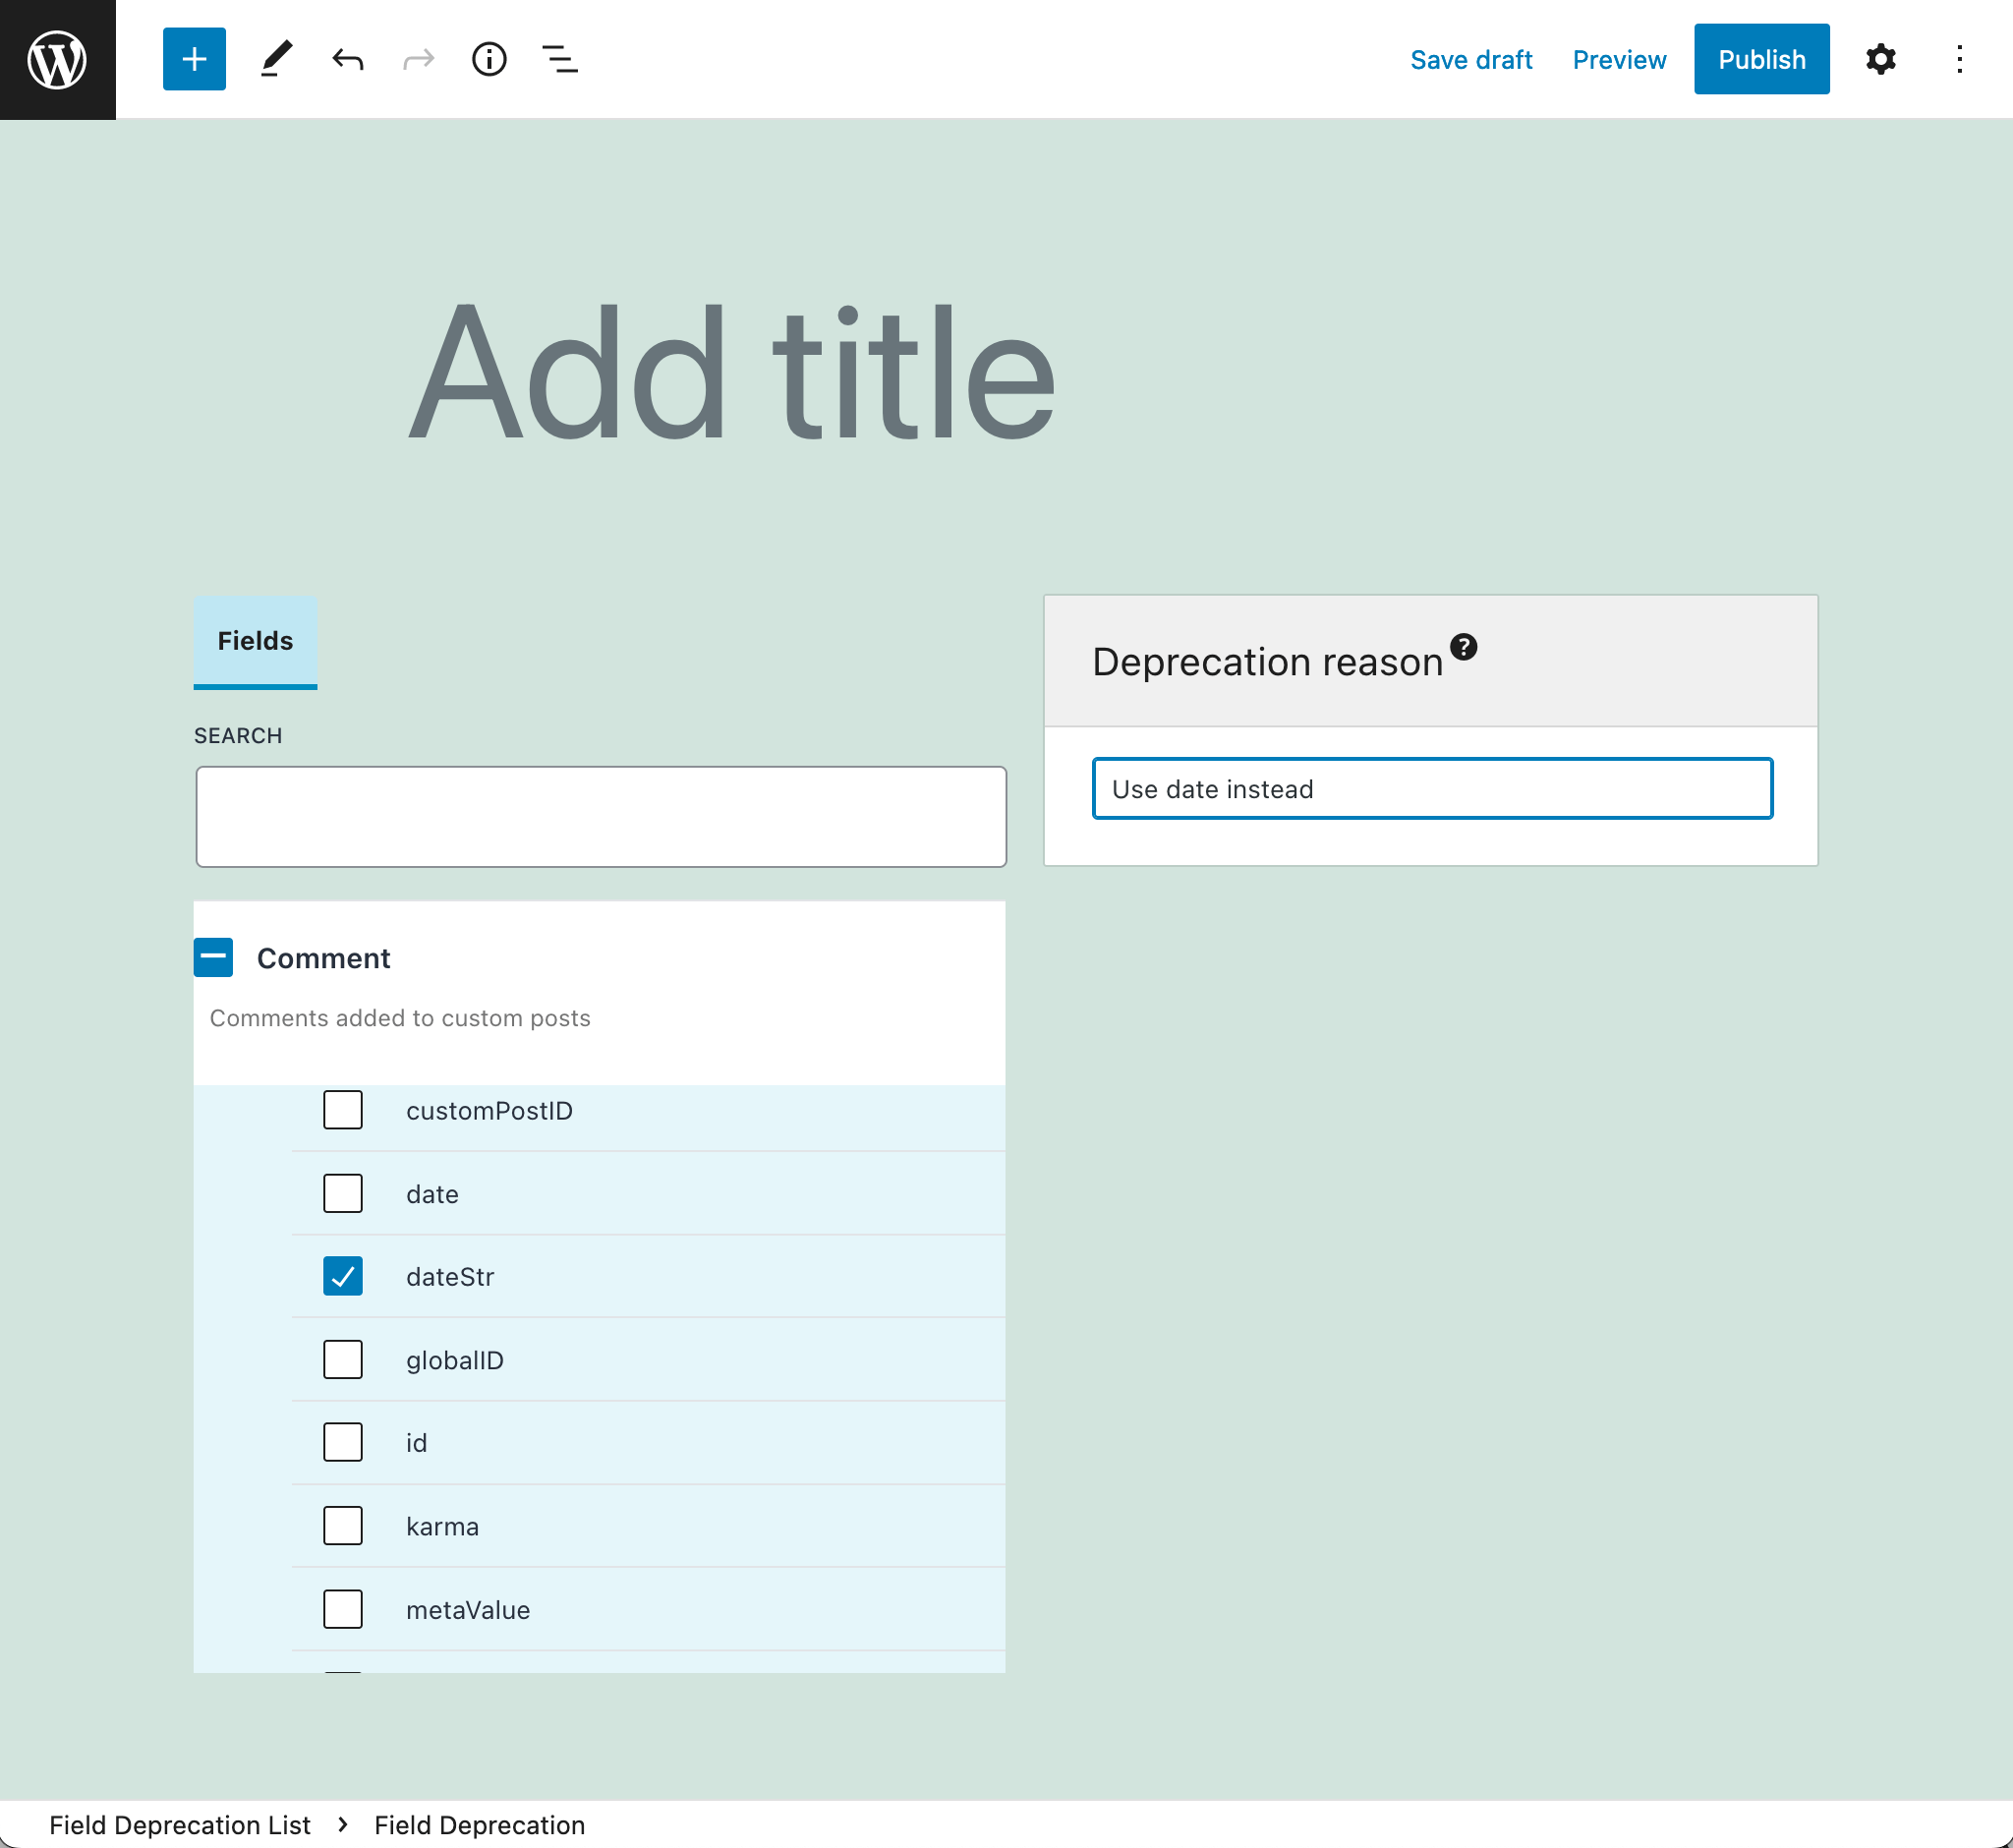 Save draft Preview Publish
Add title
Fields
SEARCH
Comment
Comments added to custom posts
customPostID
date
dateStr
globalID
id
karma
metaValue
Deprecation reason
Use date instead
Field Deprecation List › Field Deprecation